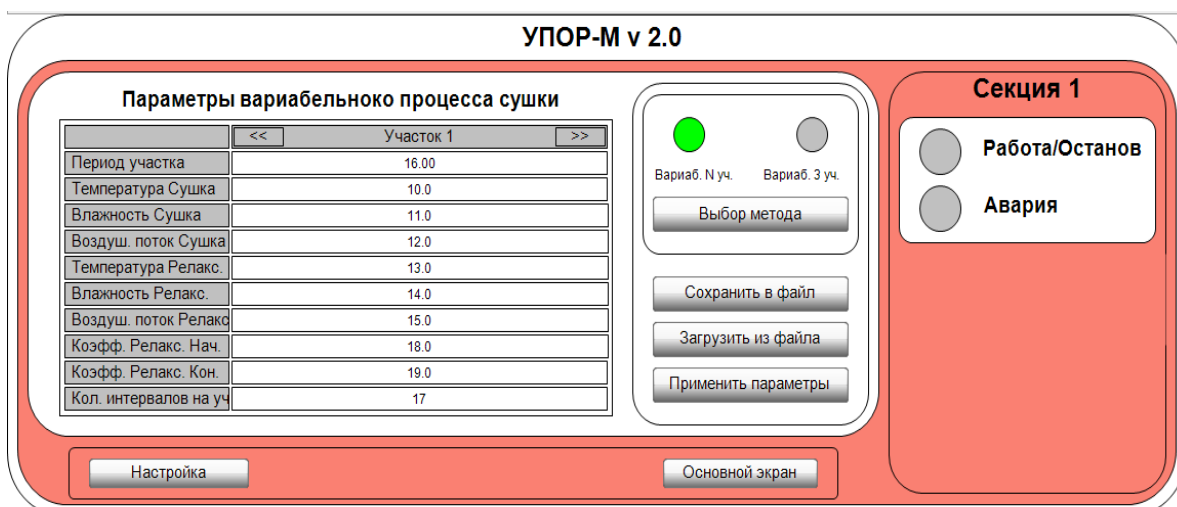 УПОР-М v 2.0
Параметры вариабельноко процесса сушки
<< Участок 1 >>
Период участка 16.00
Температура Сушка 10.0
Влажность Сушка 11.0
Воздуш. поток Сушка 12.0
Температура Релакс. 13.0
Влажность Релакс. 14.0
Воздуш. поток Релакс 15.0
Коэфф. Релакс. Нач. 18.0
Коэфф. Релакс. Кон. 19.0
Кол. интервалов на уч 17
Вариаб. N уч. Вариаб. 3 уч.
Выбор метода
Сохранить в файл
Загрузить из файла
Применить параметры
Секция 1
Работа/Останов
Авария
Настройка
Основной экран